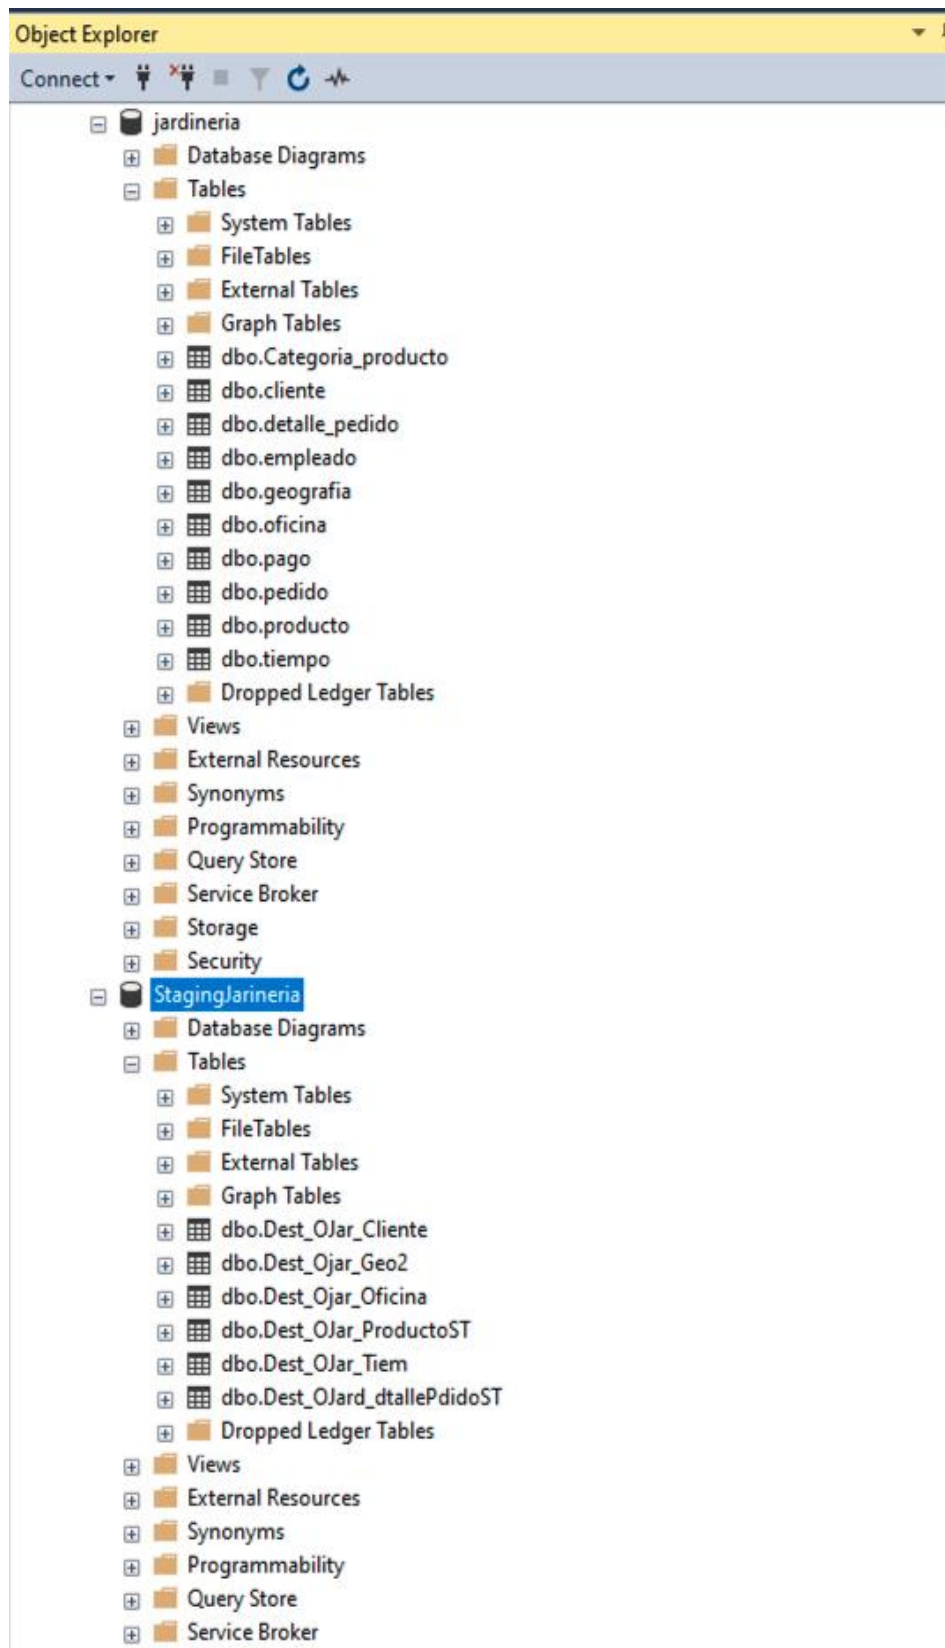 Object Explorer
Connect
jardineria
Database Diagrams
Tables
System Tables
FileTables
External Tables
Graph Tables
dbo.Categoria_producto
dbo.cliente
dbo.detalle_pedido
dbo.empleado
dbo.geografia
dbo.oficina
dbo.pago
dbo.pedido
dbo.producto
dbo.tiempo
Dropped Ledger Tables
Views
External Resources
Synonyms
Programmability
Query Store
Service Broker
Storage
Security
StagingJarineria
Database Diagrams
Tables
System Tables
FileTables
External Tables
Graph Tables
dbo.Dest_OJar_Cliente
dbo.Dest_Ojar_Geo2
dbo.Dest_Ojar_Oficina
dbo.Dest_OJar_ProductoST
dbo.Dest_OJar_Tiem
dbo.Dest_OJard_dtallePdidoST
Dropped Ledger Tables
Views
External Resources
Synonyms
Programmability
Query Store
Service Broker